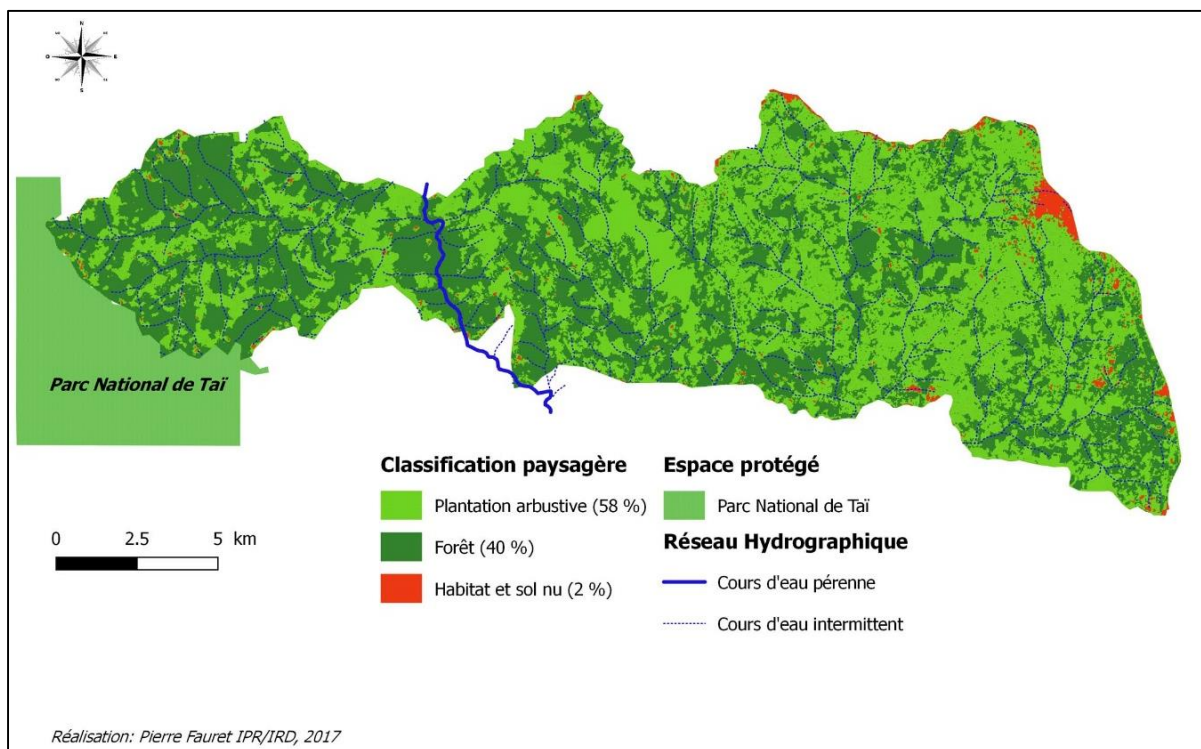 N
O
E
S
Parc National de Taï
0 2.5 5 km
Classification paysagère
Plantation arbustive (58 %)
Forêt (40 %)
Habitat et sol nu (2 %)
Espace protégé
Parc National de Taï
Réseau Hydrographique
Cours d'eau pérenne
Cours d'eau intermittent
Réalisation: Pierre Fauret IPR/IRD, 2017